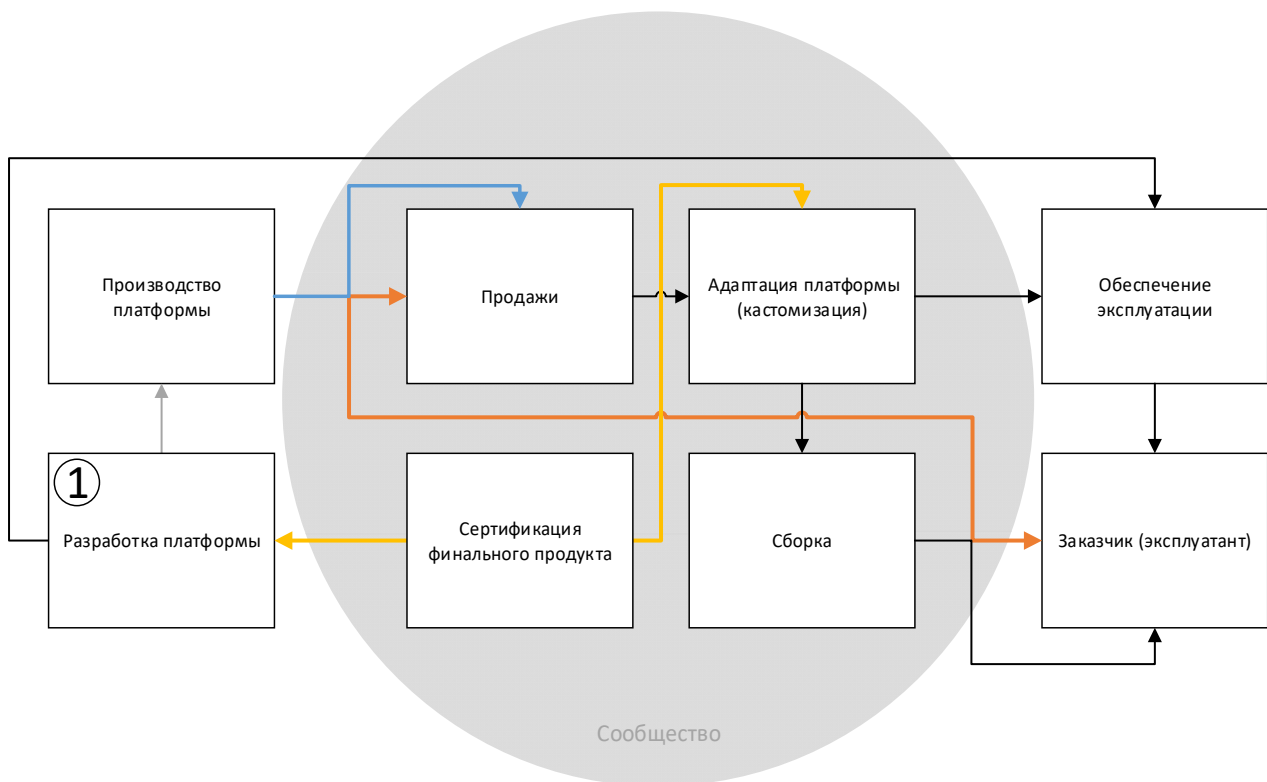 Производство
платформы
Продажи
Адаптация платформы
(кастомизация)
Обеспечение
эксплуатации
1
Разработка платформы
Сертификация
финального продукта
Сборка
Заказчик (эксплуатант)
Сообщество